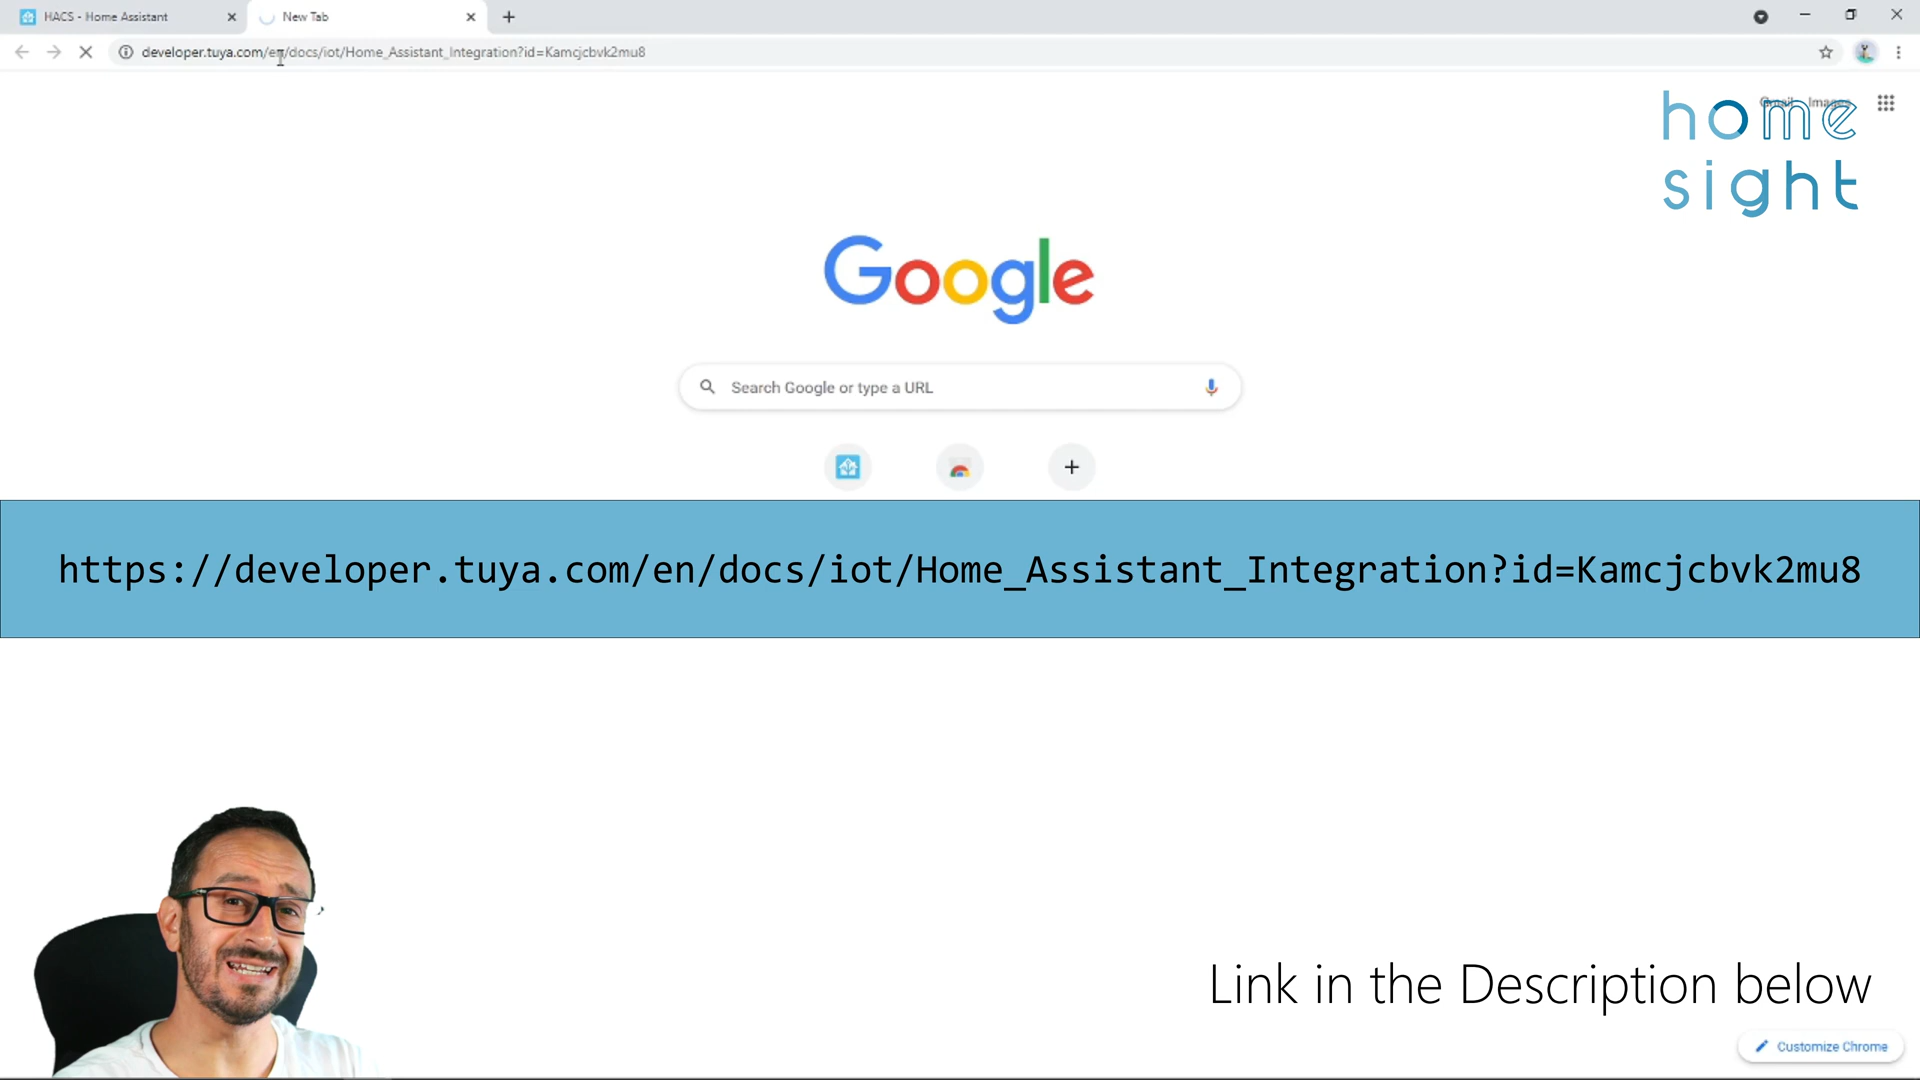 HACS - Home Assistant
New Tab
developer.tuya.com/en/docs/iot/Home_Assistant_Integration?id=Kamcjcbvk2mu8
Gmail Images
home
sight
Google
Search Google or type a URL
https://developer.tuya.com/en/docs/iot/Home_Assistant_Integration?id=Kamcjcbvk2mu8
Link in the Description below
Customize Chrome